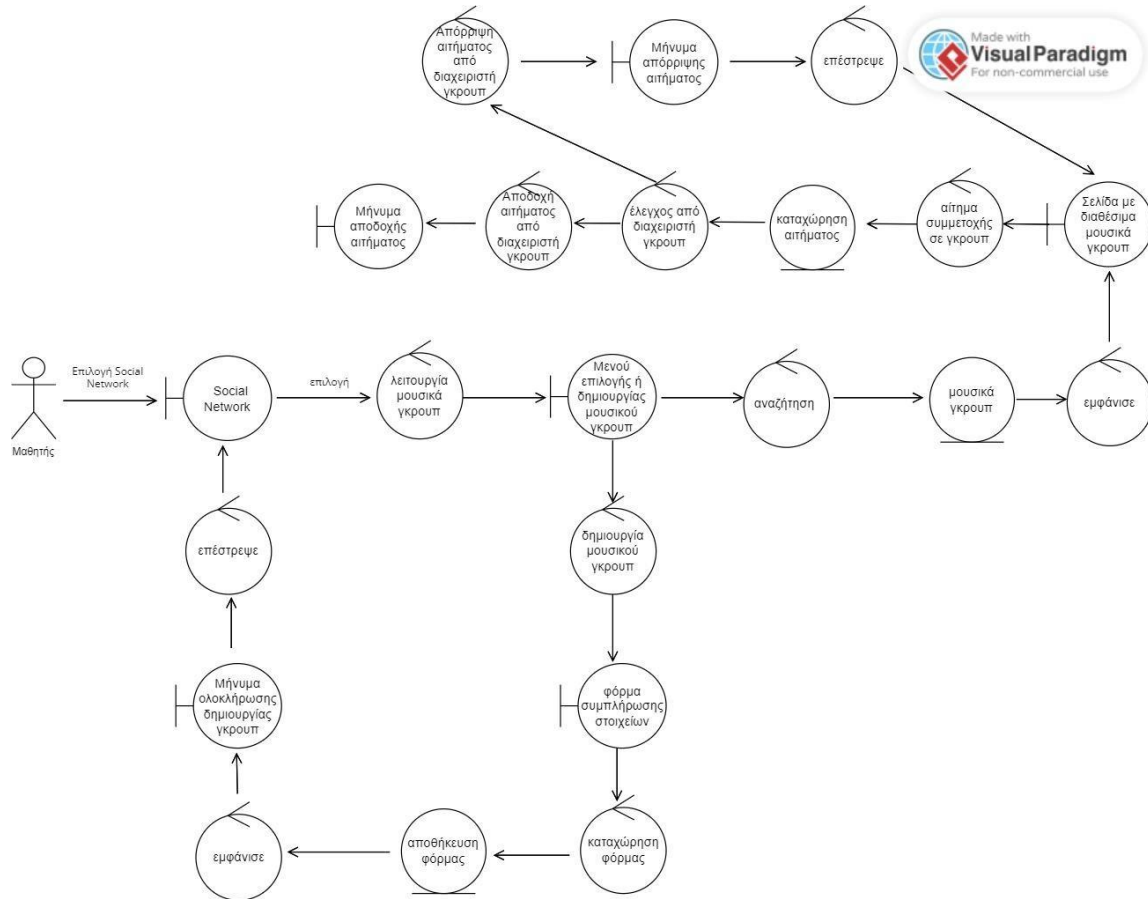 Απόρριψη
αιτήματος
από
διαχειριστή
γκρουπ
Μήνυμα
απόρριψης
αιτήματος
επέστρεψε
Made with
Visual Paradigm
For non-commercial use
Μήνυμα
αποδοχής
αιτήματος
Αποδοχή
αιτήματος
από
διαχειριστή
γκρουπ
έλεγχος από
διαχειριστή
γκρουπ
καταχώρηση
αιτήματος
αίτημα
συμμετοχής
σε γκρουπ
Σελίδα με
διαθέσιμα
μουσικά
γκρουπ
Μαθητής
Επιλογή Social
Network
Social
Network
επιλογή
λειτουργία
μουσικά
γκρουπ
Μενού
επιλογής ή
δημιουργίας
μουσικού
γκρουπ
αναζήτηση
μουσικά
γκρουπ
εμφάνισε
επέστρεψε
δημιουργία
μουσικού
γκρουπ
Μήνυμα
ολοκλήρωσης
δημιουργίας
γκρουπ
φόρμα
συμπλήρωσης
στοιχείων
εμφάνισε
αποθήκευση
φόρμας
καταχώρηση
φόρμας